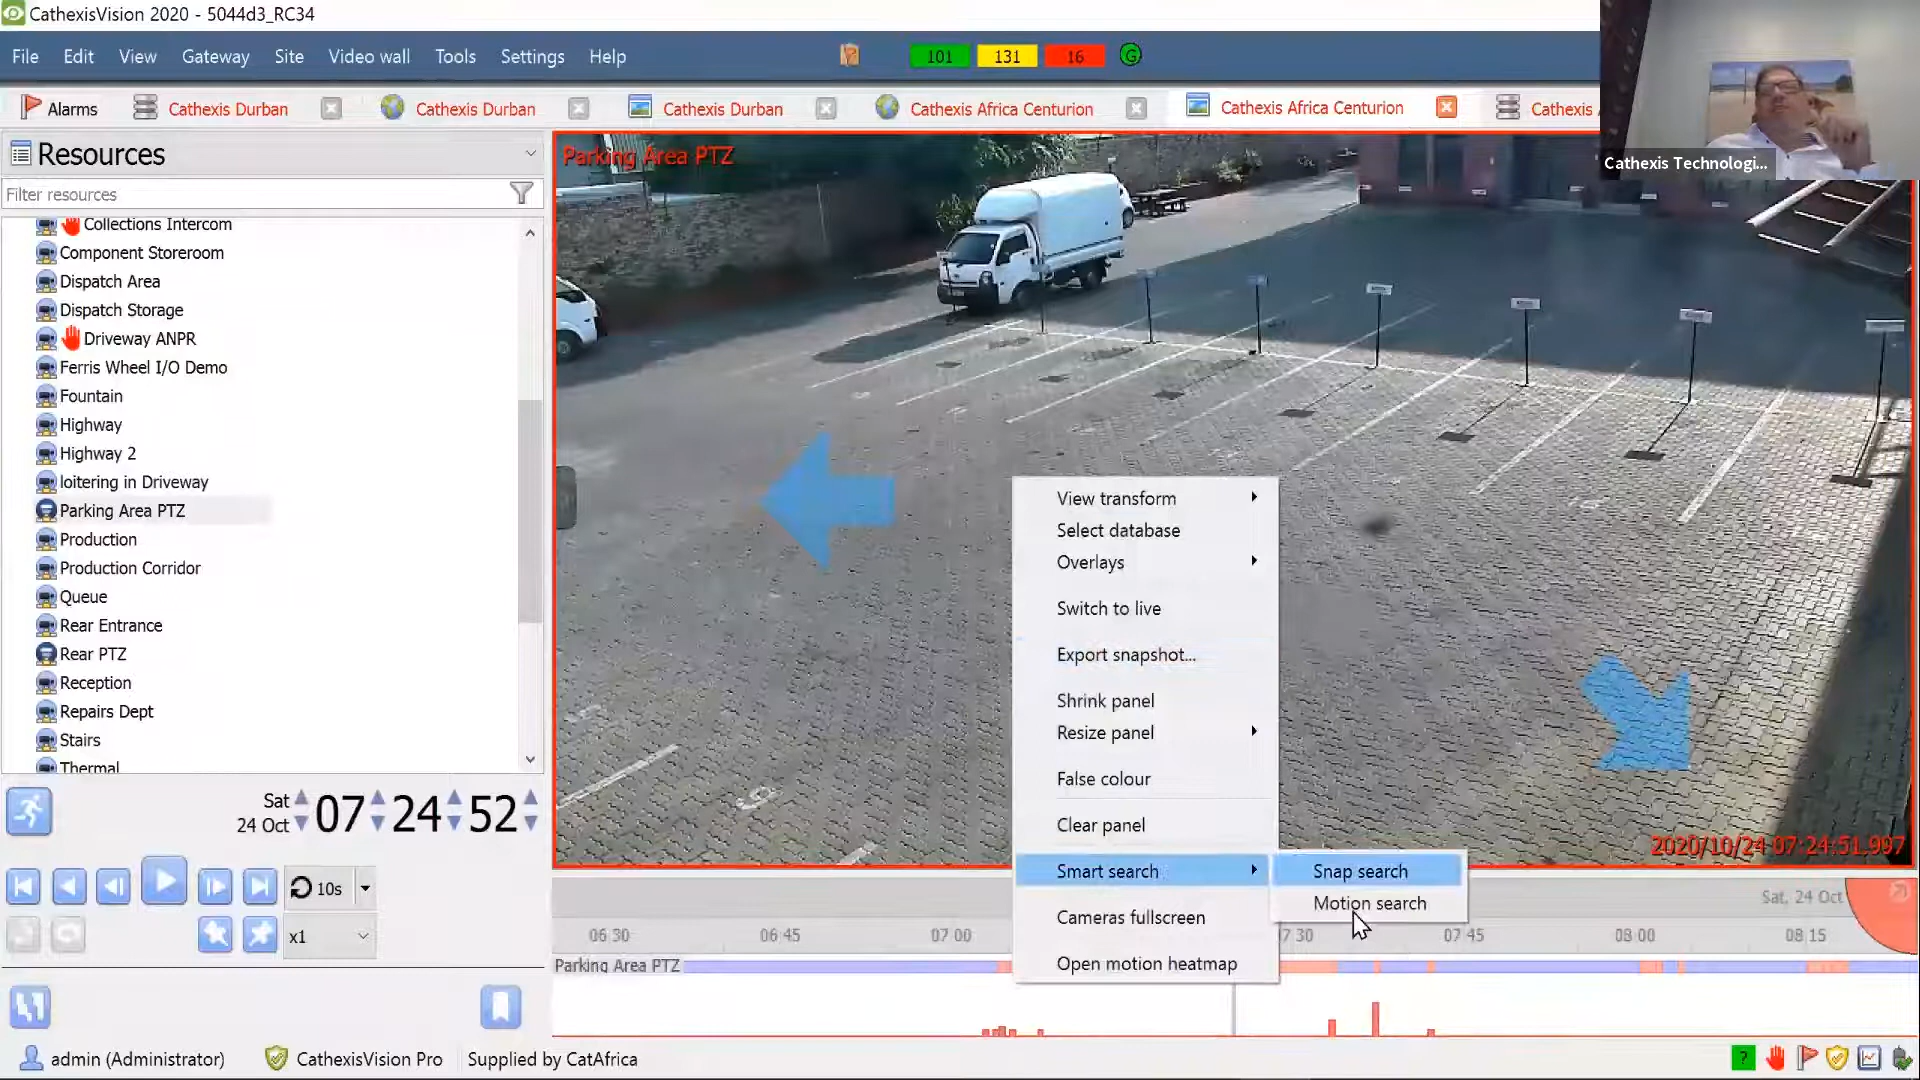 CathexisVision 2020 - 5044d3_RC34
File Edit View Gateway Site Video wall Tools Settings Help
101 131 16 G
Alarms Cathexis Durban Cathexis Durban Cathexis Durban Cathexis Africa Centurion Cathexis Africa Centurion Cathexis
Cathexis Technologi...
Resources
Filter resources
Collections Intercom
Component Storeroom
Dispatch Area
Dispatch Storage
Driveway ANPR
Ferris Wheel I/O Demo
Fountain
Highway
Highway 2
loitering in Driveway
Parking Area PTZ
Production
Production Corridor
Queue
Rear Entrance
Rear PTZ
Reception
Repairs Dept
Stairs
Thermal
Parking Area PTZ
View transform
Select database
Overlays
Switch to live
Export snapshot...
Shrink panel
Resize panel
False colour
Clear panel
Smart search
Cameras fullscreen
Open motion heatmap
Snap search
Motion search
2020/10/24 07:24:51.997
Sat
24 Oct
07 24 52
10s
x1
Sat, 24 Oct
06:30 06:45 07:00 7:30 07:45 08:00 08:15
Parking Area PTZ
admin (Administrator) CathexisVision Pro Supplied by CatAfrica
?